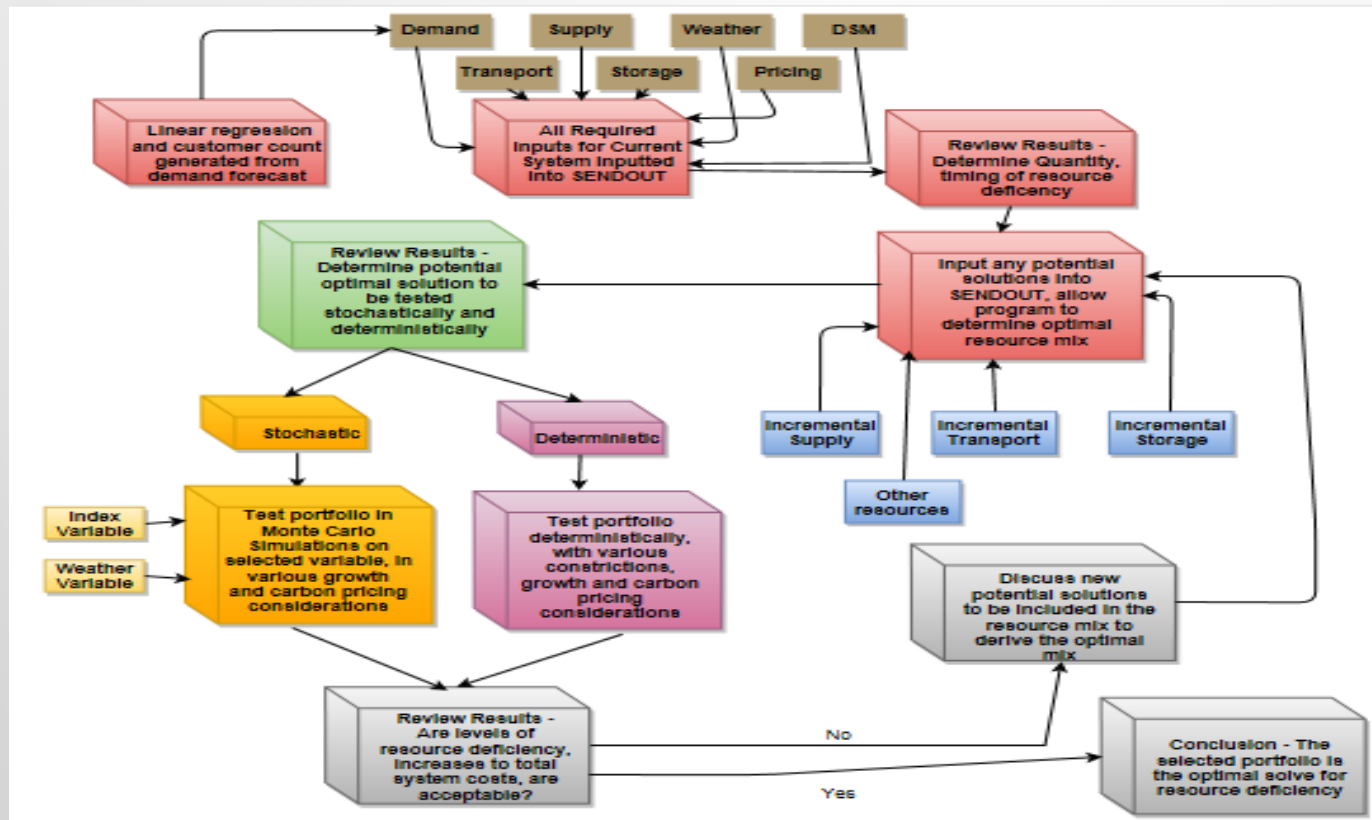 Demand
Supply
Weather
DSM
Transport
Storage
Pricing
Linear regression
and customer count
generated from
demand forecast
All Required
Inputs for Current
System Inputted
into SENDOUT
Review Results -
Determine Quantity,
timing of resource
deficency
Review Results -
Determine potential
optimal solution to
be tested
stochastically and
deterministically
Input any potential
solutions into
SENDOUT, allow
program to
determine optimal
resource mix
Stochastic
Deterministic
Incremental
Supply
Incremental
Transport
Incremental
Storage
Other
resources
Index
Variable
Weather
Variable
Test portfolio in
Monte Carlo
Simulations on
selected variable, in
various growth
and carbon pricing
considerations
Test portfolio
deterministically,
with various
constrictions,
growth and carbon
pricing
considerations
Discuss new
potential solutions
to be included in the
resource mix to
derive the optimal
mix
Review Results -
Are levels of
resource deficiency,
increases to total
system costs, are
acceptable?
No
Yes
Conclusion - The
selected portfolio is
the optimal solve for
resource deficiency